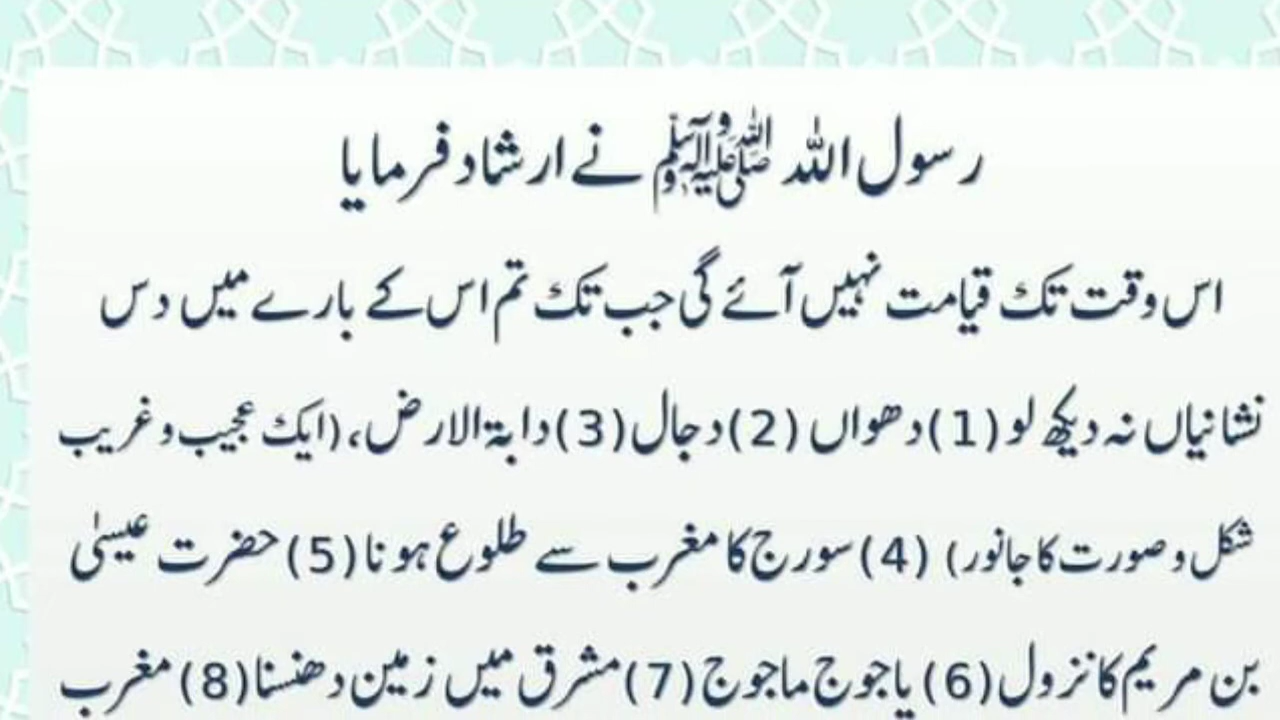 رسول اللہ ﷺ نے ارشاد فرمایا
اس وقت تک قیامت نہیں آئے گی جب تک تم اس کے بارے میں دس
نشانیاں نہ دیکھ لو (1) دھواں (2) دجال (3) دابۃ الارض، (ایک عجیب و غریب
شکل و صورت کا جانور) (4) سورج کا مغرب سے طلوع ہونا (5) حضرت عیسیٰ
بن مریم کا نزول (6) یاجوج ماجوج (7) مشرق میں زمین دھنسنا (8) مغرب